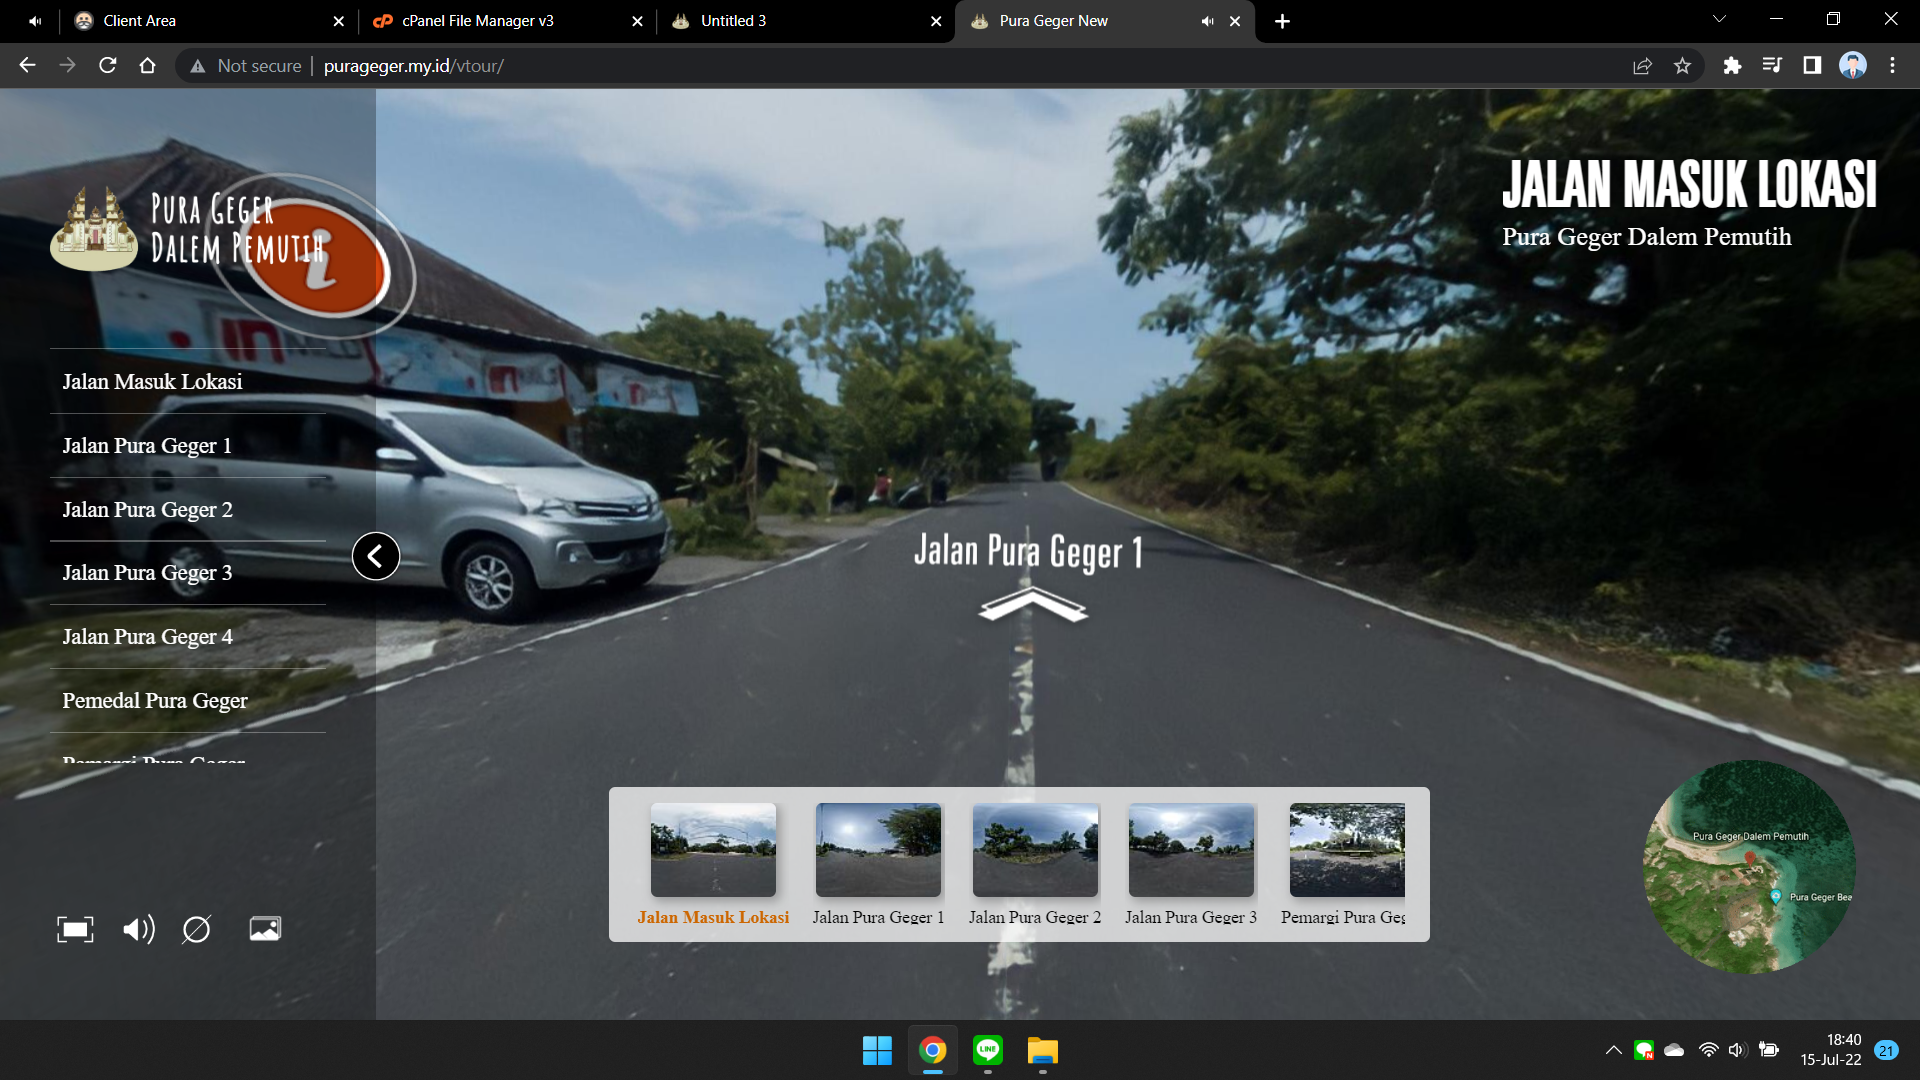 Client Area
cPanel File Manager v3
Untitled 3
Pura Geger New
Not secure
purageger.my.id/vtour/
PURA GEGER
DALEM PEMUTIH
i
JALAN MASUK LOKASI
Pura Geger Dalem Pemutih
Jalan Masuk Lokasi
Jalan Pura Geger 1
Jalan Pura Geger 2
Jalan Pura Geger 3
Jalan Pura Geger 4
Pemedal Pura Geger
Pemargi Pura Geger
Jalan Pura Geger 1
Jalan Masuk Lokasi
Jalan Pura Geger 1
Jalan Pura Geger 2
Jalan Pura Geger 3
Pemargi Pura Geg
Pura Geger Dalem Pemutih
Pura Geger Bea
LINE
18:40
15-Jul-22
21